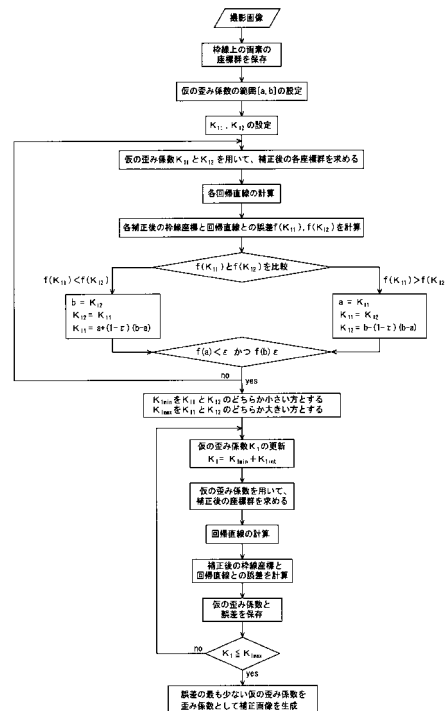 撮影画像
枠線上の画素の
座標群を保存
仮の歪み係数の範囲[a,b]の設定
K₁₁, K₁₂の設定
仮の歪み係数K₁₁とK₁₂を用いて、補正後の各座標群を求める
各回帰直線の計算
各補正後の枠線座標と回帰直線との誤差f(K₁₁),f(K₁₂)を計算
f(K₁₁)とf(K₁₂)を比較
f(K₁₁)<f(K₁₂)
f(K₁₁)>f(K₁₂
b = K₁₂
K₁₂ = K₁₁
K₁₁ = a+(1-r)(b-a)
a = K₁₁
K₁₁ = K₁₂
K₁₂ = b-(1-r)(b-a)
f(a)<ε かつ f(b) ε
no
yes
K₁minをK₁₁とK₁₂のどちらか小さい方とする
K₁maxをK₁₁とK₁₂のどちらか大きい方とする
仮の歪み係数K₁の更新
K₁= K₁min+K₁
仮の歪み係数を用いて、
補正後の座標群を求める
回帰直線の計算
補正後の枠線座標と
回帰直線との誤差を計算
仮の歪み係数と
誤差を保存
no
K₁≦K₁max
yes
誤差の最も少ない仮の歪み係数を
歪み係数として補正画像を生成